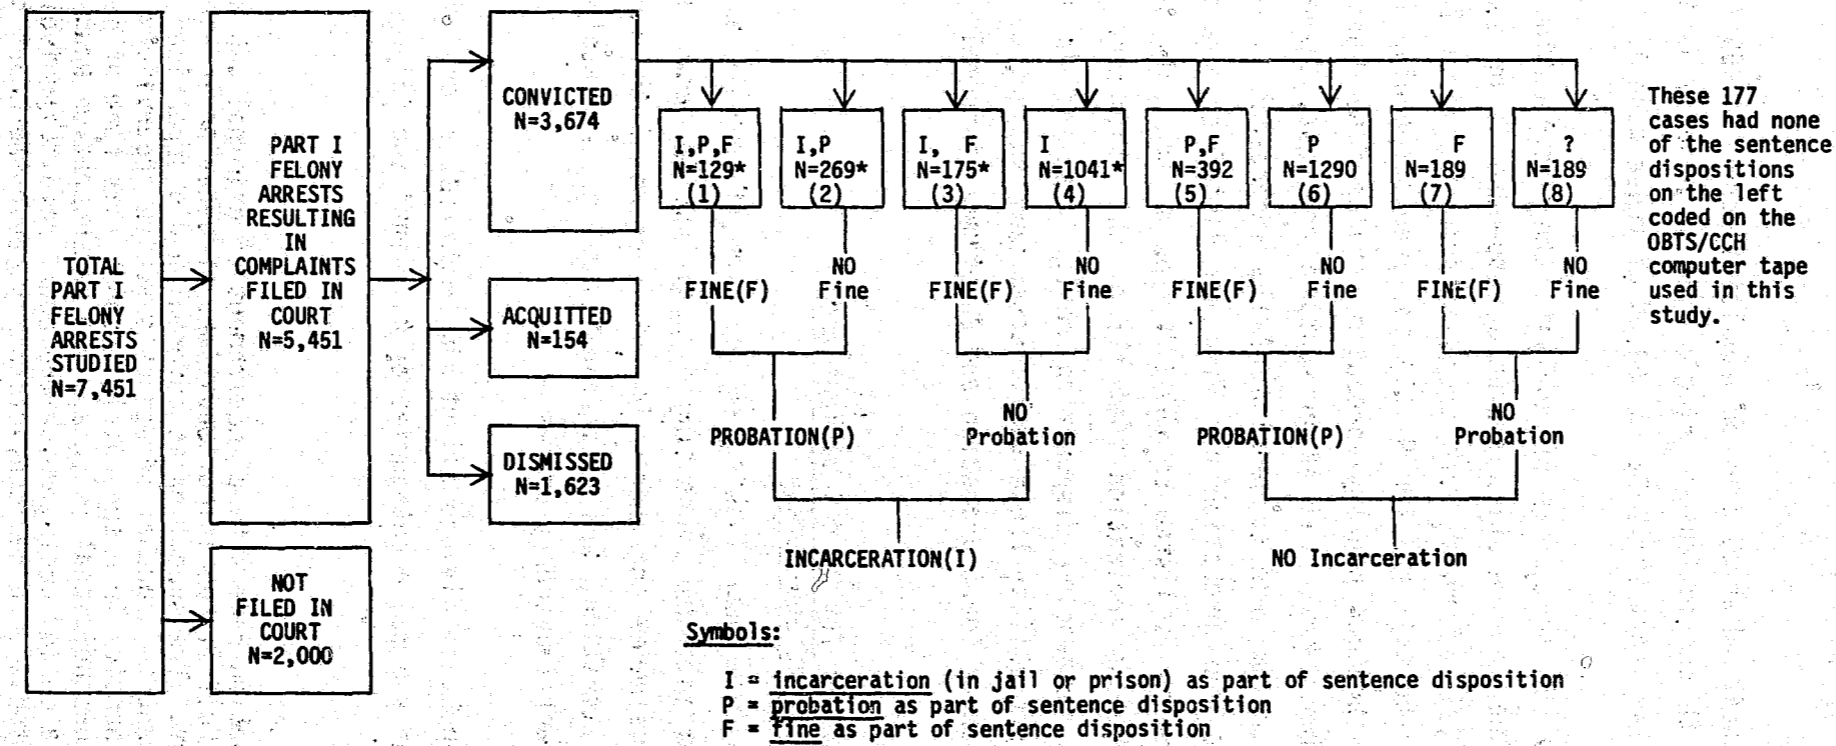 TOTAL
PART I
FELONY
ARRESTS
STUDIED
N=7,451
PART I
FELONY
ARRESTS
RESULTING
IN
COMPLAINTS
FILED IN
COURT
N=5,451
NOT
FILED IN
COURT
N=2,000
CONVICTED
N=3,674
ACQUITTED
N=154
DISMISSED
N=1,623
I,P,F
N=129*
(1)
I,P
N=269*
(2)
I, F
N=175*
(3)
I
N=1041*
(4)
P,F
N=392
(5)
P
N=1290
(6)
F
N=189
(7)
?
N=189
(8)
FINE(F)
NO
Fine
FINE(F)
NO
Fine
FINE(F)
NO
Fine
FINE(F)
NO
Fine
PROBATION(P)
NO
Probation
PROBATION(P)
NO
Probation
INCARCERATION(I)
NO Incarceration
These 177
cases had none
of the sentence
dispositions
on the left
coded on the
OBTS/CCH
computer tape
used in this
study.
Symbols:
I = incarceration (in jail or prison) as part of sentence disposition
P = probation as part of sentence disposition
F = fine as part of sentence disposition